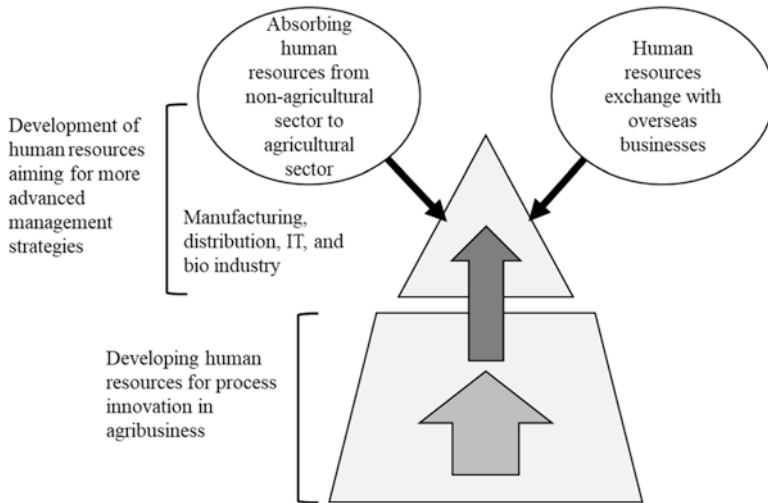 Absorbing
human
resources from
non-agricultural
sector to
agricultural
sector
Human
resources
exchange with
overseas
businesses
Development of
human resources
aiming for more
advanced
management
strategies
Manufacturing,
distribution, IT, and
bio industry
Developing human
resources for process
innovation in
agribusiness